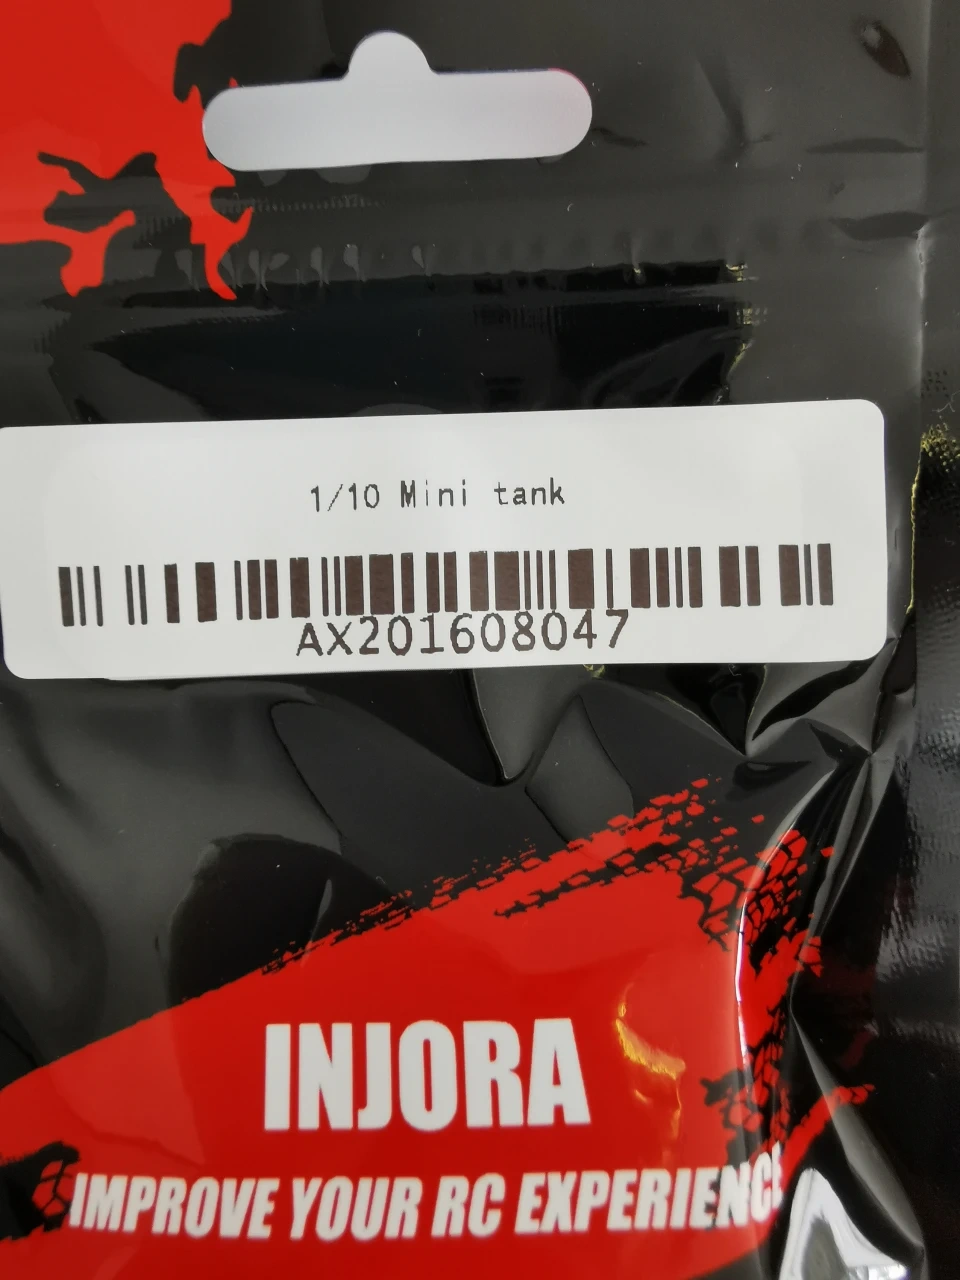 1/10 Mini tank
AX201608047
INJORA
IMPROVE YOUR RC EXPERIENCE